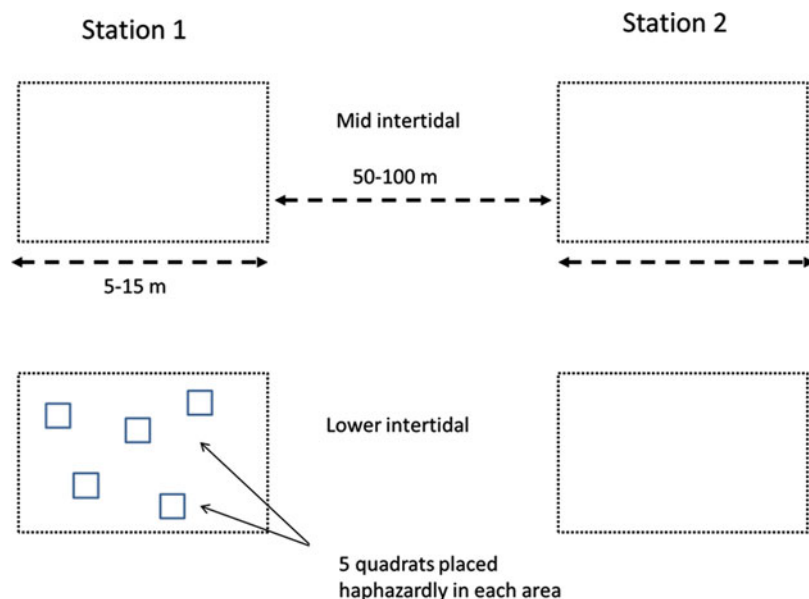 Station 1
Station 2
Mid intertidal
50-100 m
5-15 m
Lower intertidal
5 quadrats placed
haphazardly in each area